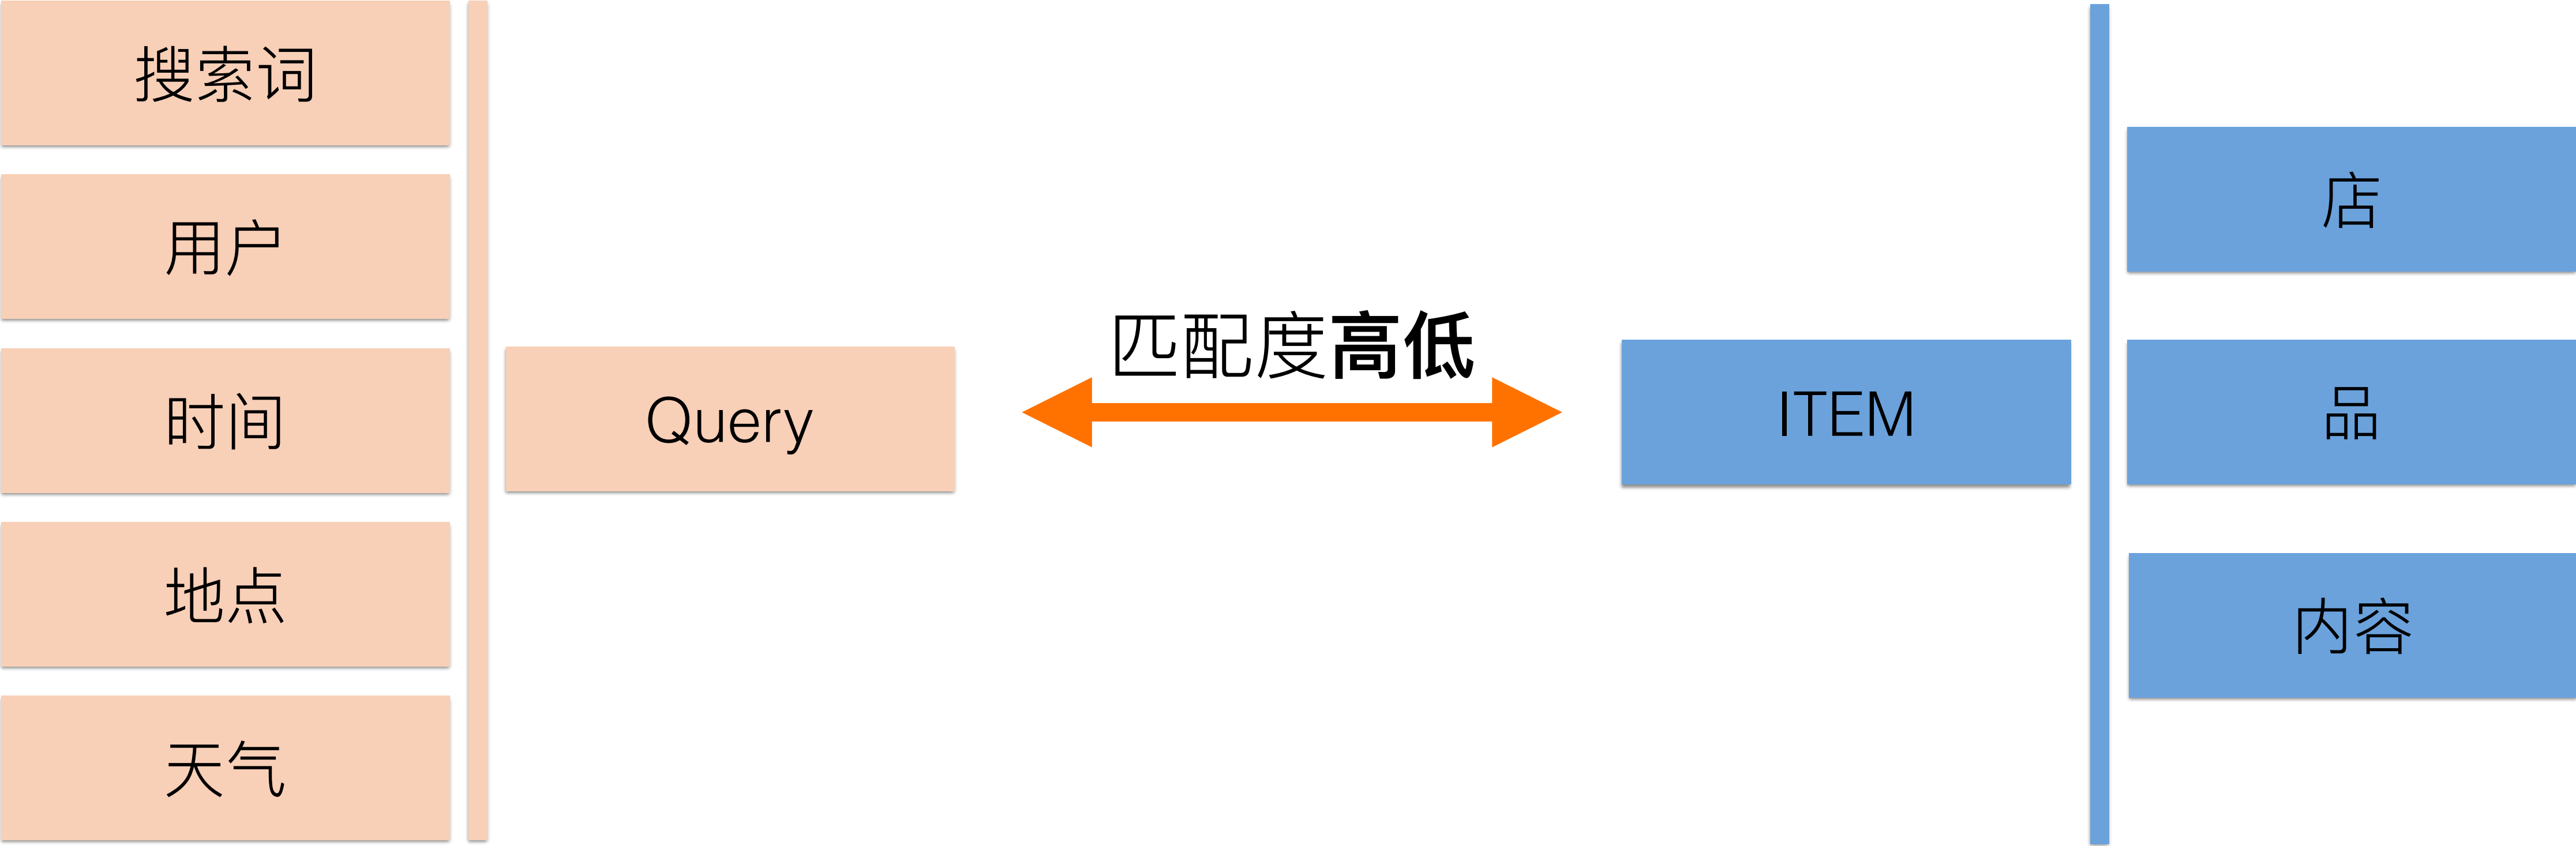 搜索词
用户
时间
地点
天气
Query
匹配度高低
ITEM
店
品
内容